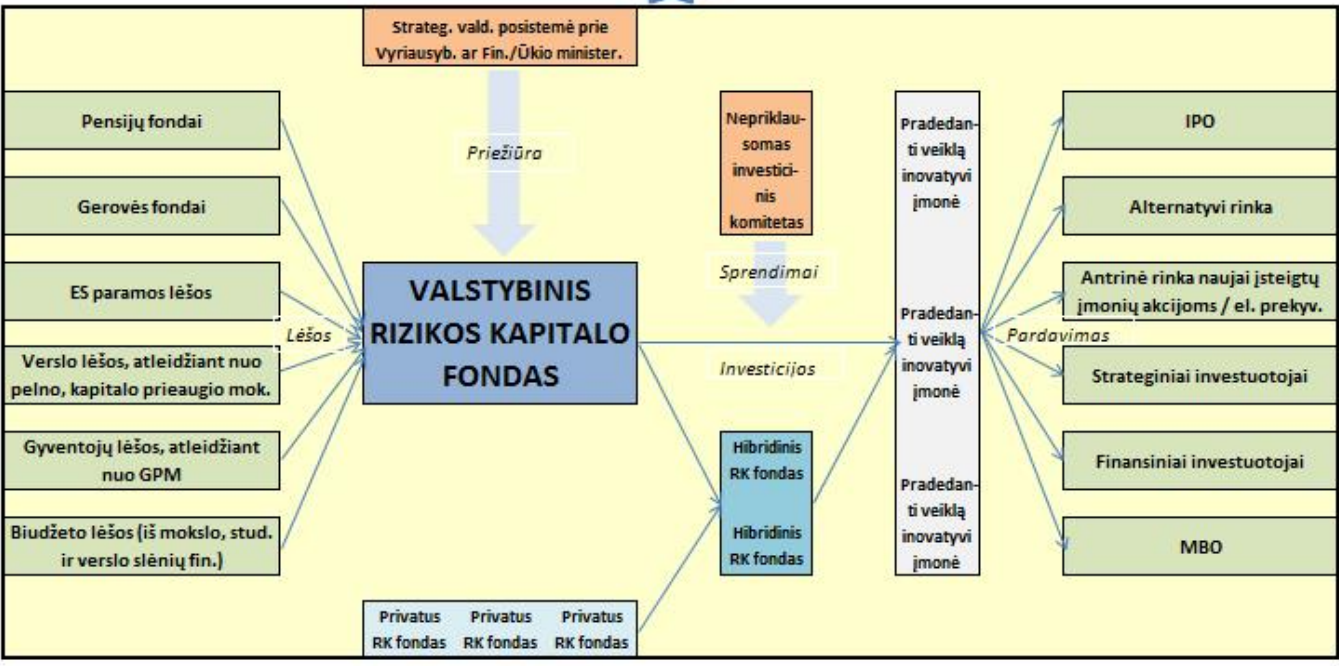 Strateg. vald. posistemė prie
Vyriausyb. ar Fin./Ūkio minister.
Priežiūra
Pensijų fondai
Gerovės fondai
ES paramos lėšos
Verslo lėšos, atleidžiant nuo
pelno, kapitalo prieaugio mok.
Gyventojų lėšos, atleidžiant
nuo GPM
Biudžeto lėšos (iš mokslo, stud.
ir verslo slėnių fin.)
Lėšos
VALSTYBINIS
RIZIKOS KAPITALO
FONDAS
Privatus
RK fondas
Privatus
RK fondas
Privatus
RK fondas
Nepriklau-
somas
investici-
nis
komitetas
Sprendimai
Investicijos
Hibridinis
RK fondas
Hibridinis
RK fondas
Pradedan-
ti veiklą
inovatyvi
įmonė
Pradedan-
ti veiklą
inovatyvi
įmonė
Pradedan-
ti veiklą
inovatyvi
įmonė
Pardavimas
IPO
Alternatyvi rinka
Antrinė rinka naujai įsteigtų
įmonių akcijoms / el. prekyv.
Strateginiai investuotojai
Finansiniai investuotojai
MBO